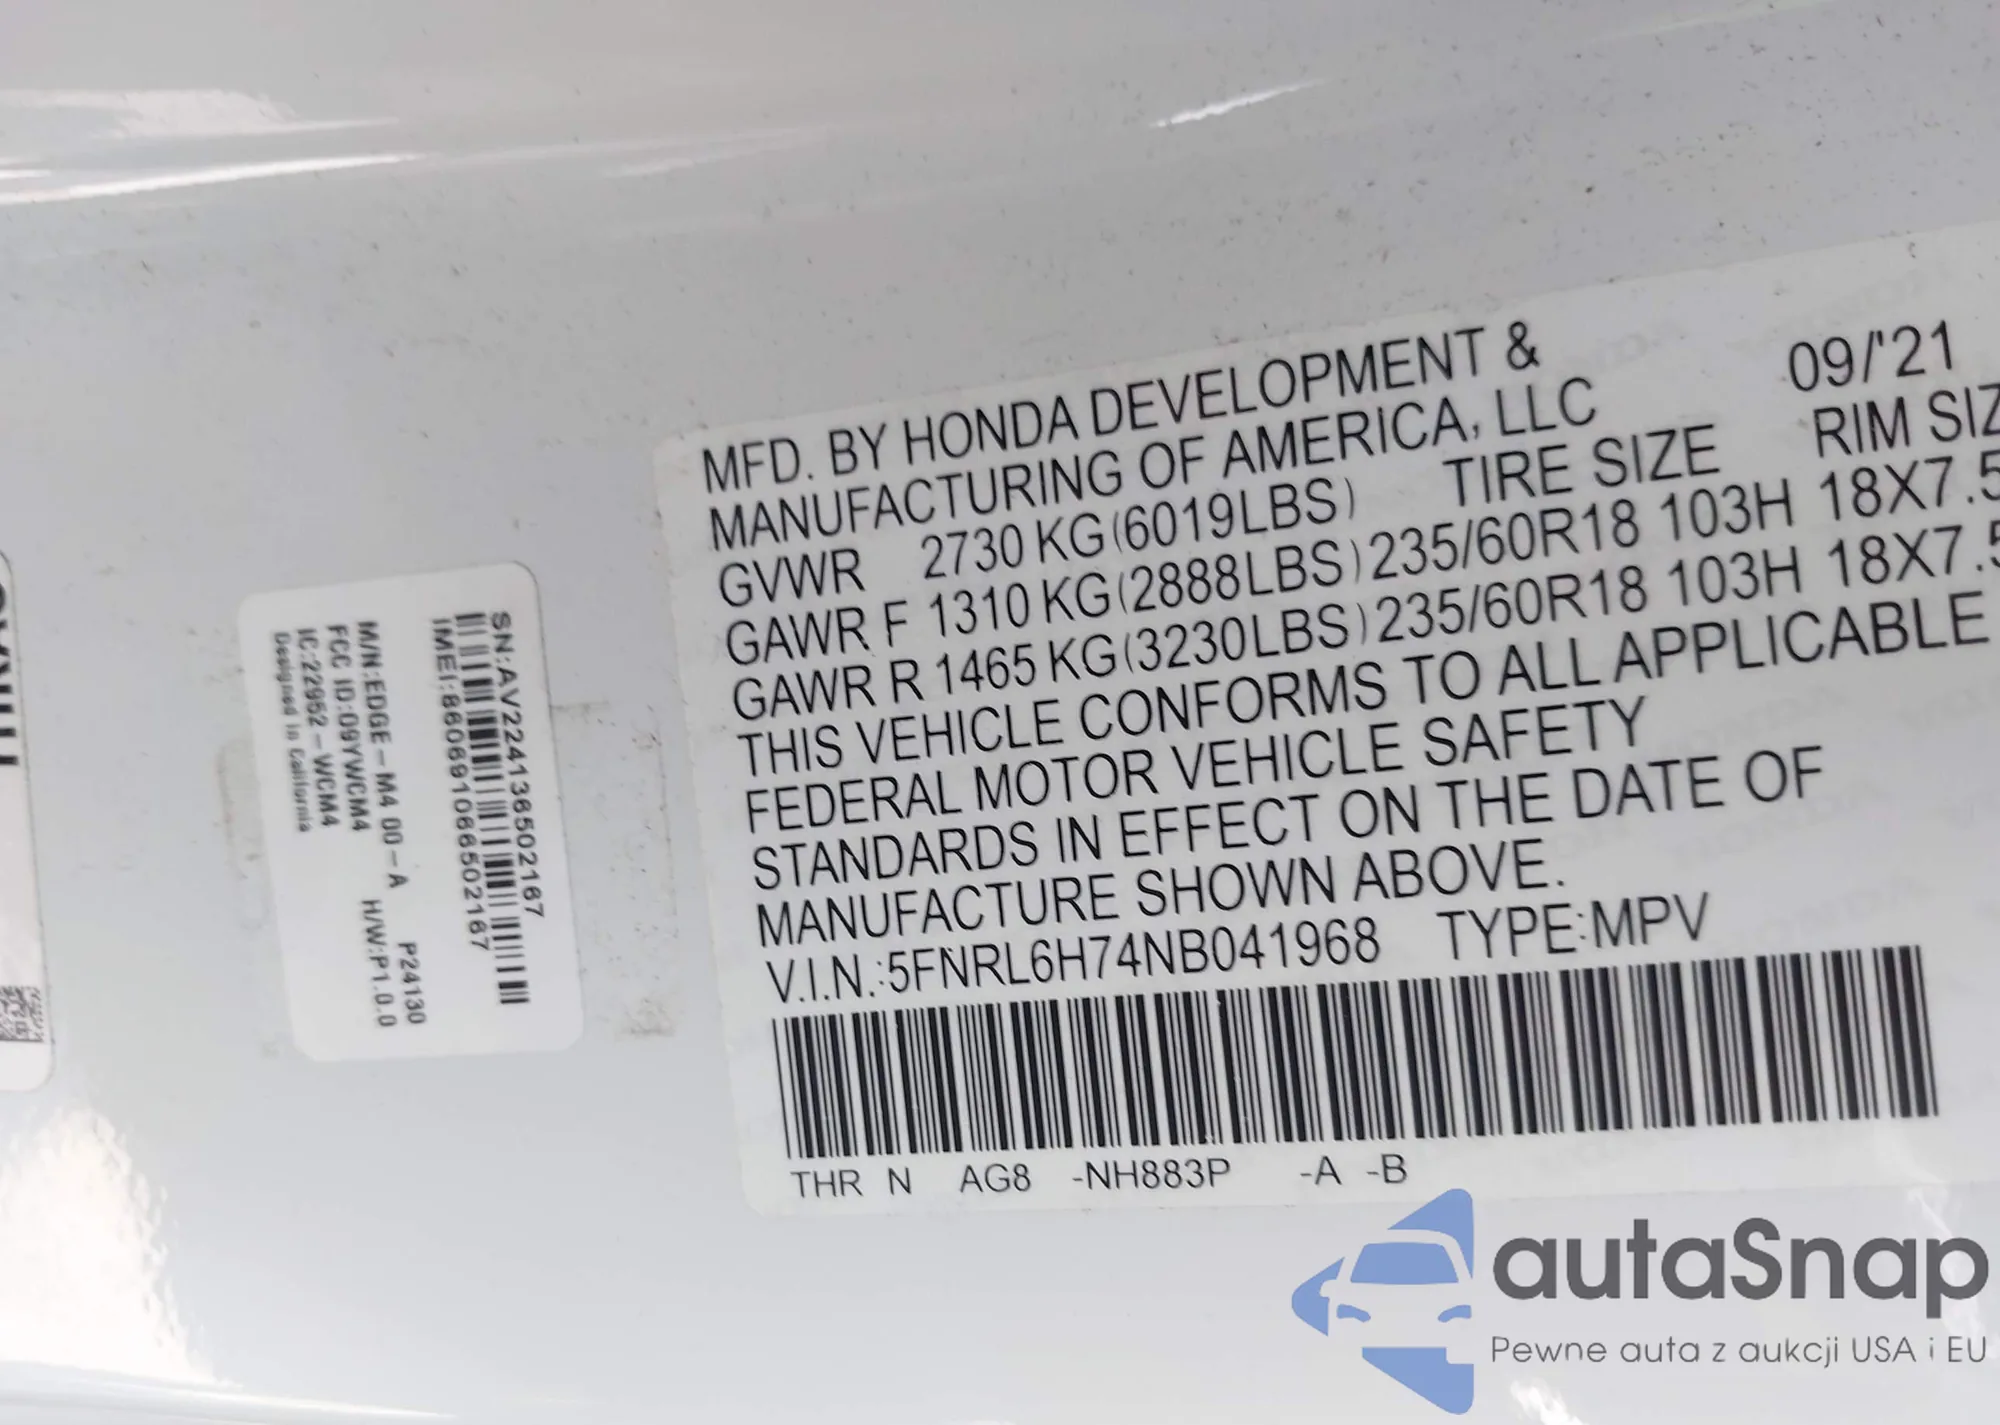 MFD. BY HONDA DEVELOPMENT &
MANUFACTURING OF AMERICA, LLC 09/'21
GVWR 2730 KG (6019LBS) TIRE SIZE RIM SIZ
GAWR F 1310 KG (2888LBS) 235/60R18 103H 18X7.5
GAWR R 1465 KG (3230LBS) 235/60R18 103H 18X7.5
THIS VEHICLE CONFORMS TO ALL APPLICABLE
FEDERAL MOTOR VEHICLE SAFETY
STANDARDS IN EFFECT ON THE DATE OF
MANUFACTURE SHOWN ABOVE.
V.I.N.:5FNRL6H74NB041968 TYPE:MPV
THR N AG8 -NH883P -A -B
SN:AV224136502167
IMEI:860691066502167
P24130
M/N:EDGE-M4 00-A H/W:P1.0.0
FCC ID:09YWCM4
IC:22952-WCM4
Designed in California
autaSnap
Pewne auta z aukcji USA i EU